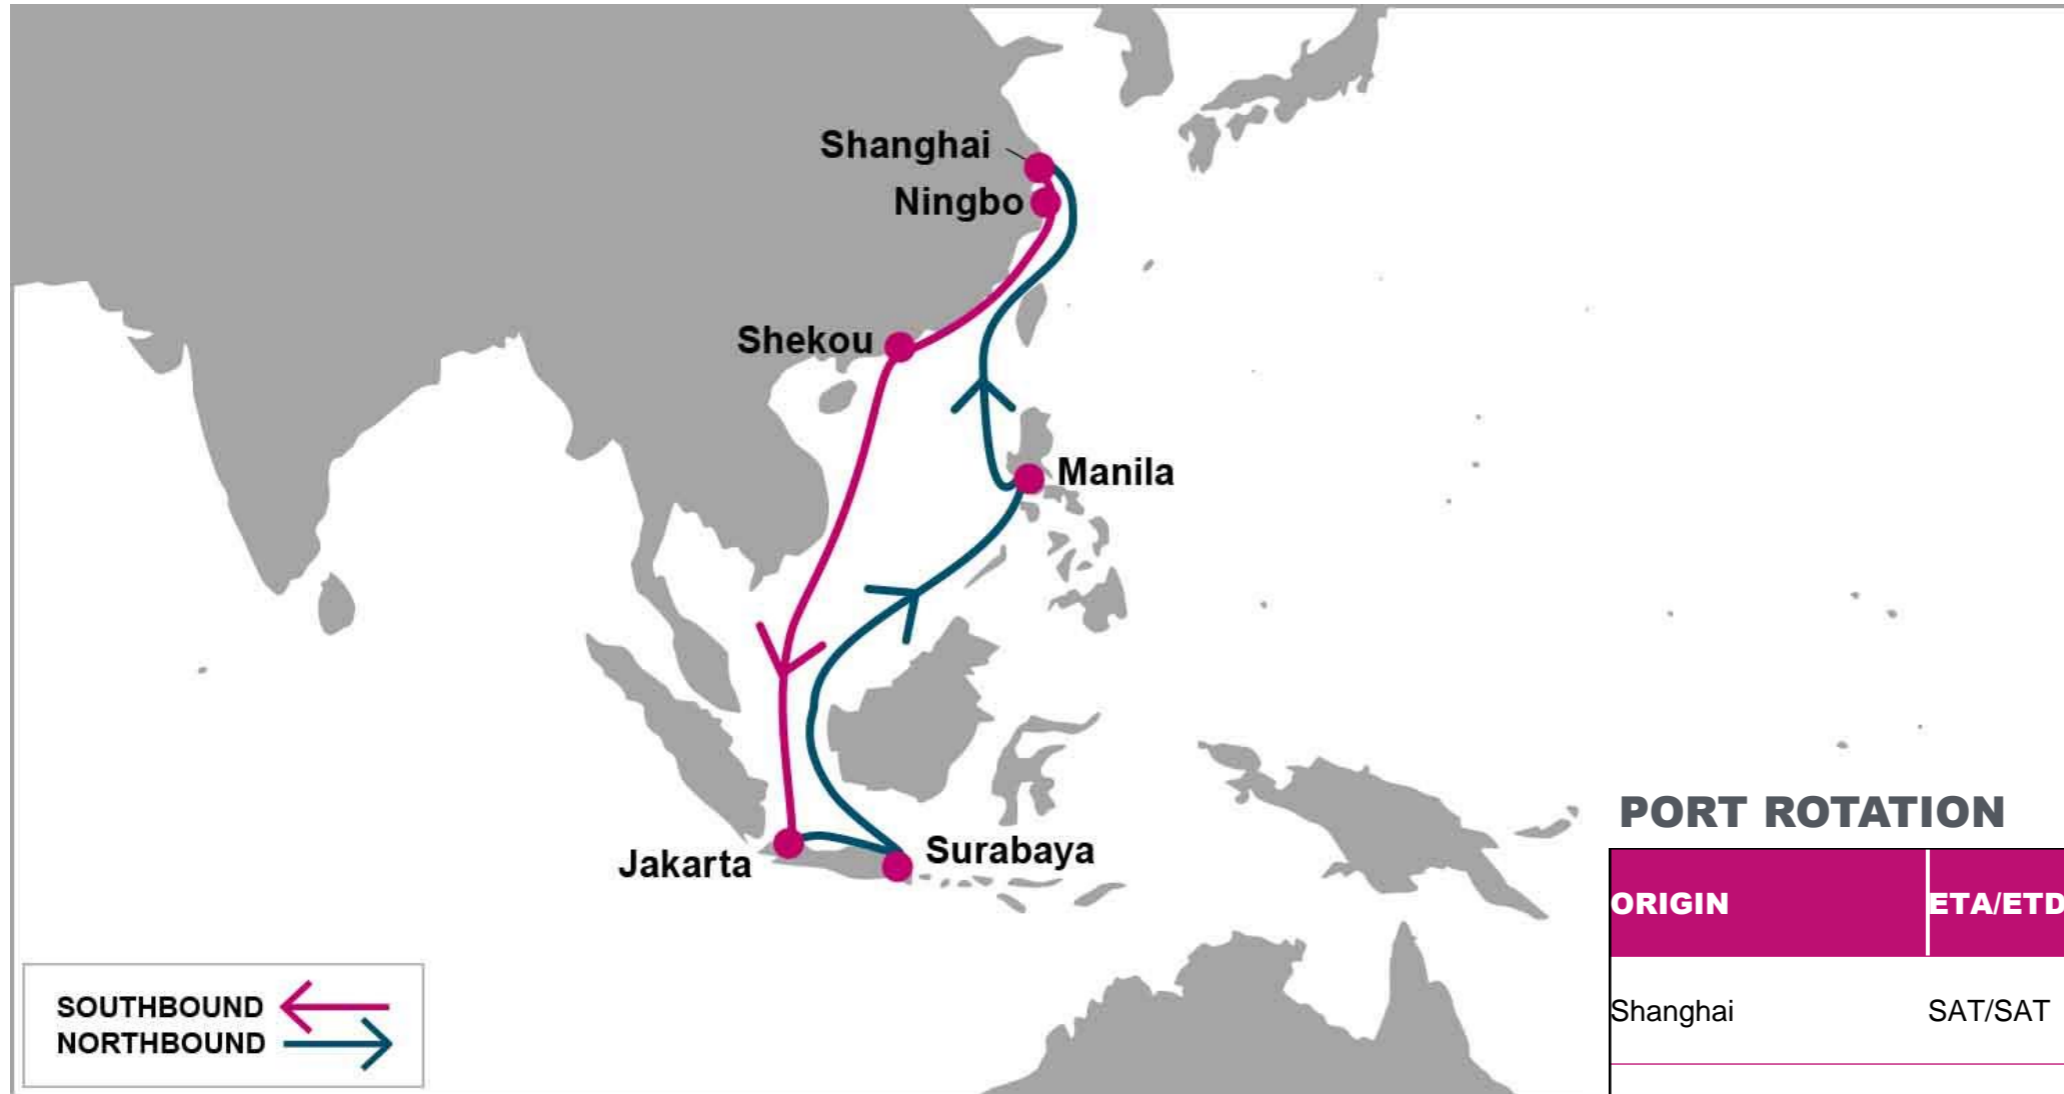 Shanghai
Ningbo
Shekou
Manila
Jakarta
Surabaya
SOUTHBOUND
NORTHBOUND
PORT ROTATION
ORIGIN ETA/ETD
Shanghai SAT/SAT